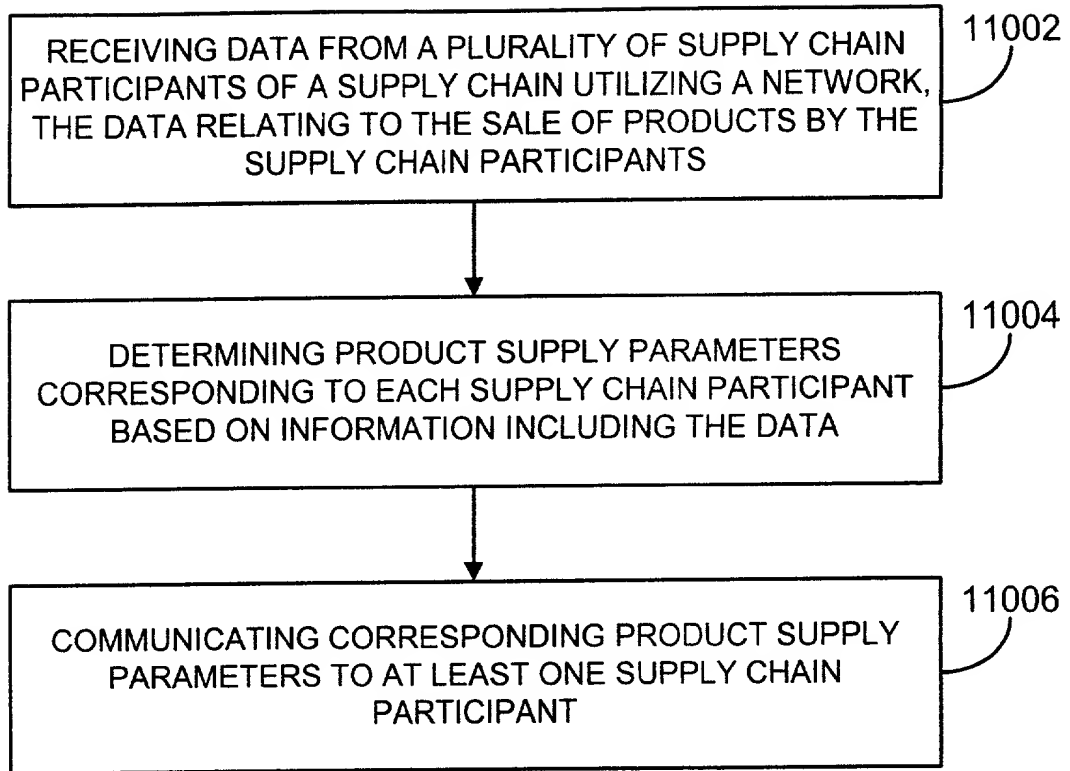 11002
RECEIVING DATA FROM A PLURALITY OF SUPPLY CHAIN
PARTICIPANTS OF A SUPPLY CHAIN UTILIZING A NETWORK,
THE DATA RELATING TO THE SALE OF PRODUCTS BY THE
SUPPLY CHAIN PARTICIPANTS
11004
DETERMINING PRODUCT SUPPLY PARAMETERS
CORRESPONDING TO EACH SUPPLY CHAIN PARTICIPANT
BASED ON INFORMATION INCLUDING THE DATA
11006
COMMUNICATING CORRESPONDING PRODUCT SUPPLY
PARAMETERS TO AT LEAST ONE SUPPLY CHAIN
PARTICIPANT